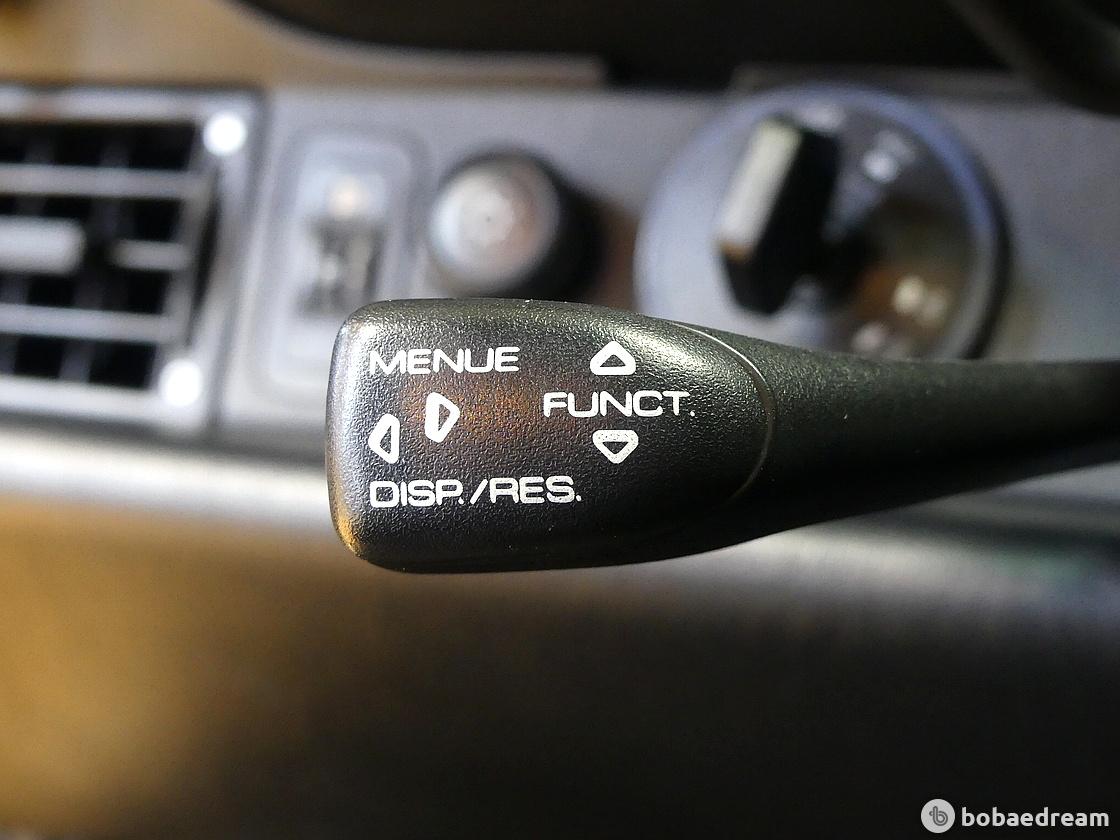 MENUE
FUNCT.
DISP./RES.
bobaedream